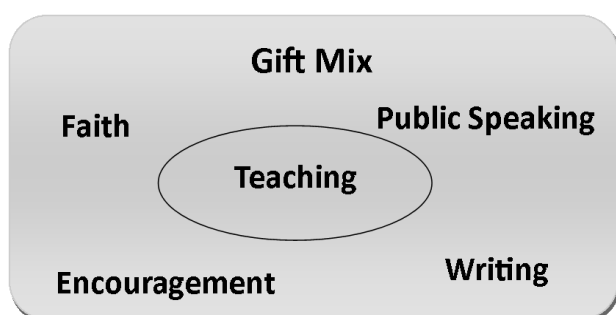 Gift Mix
Faith
Public Speaking
Teaching
Encouragement
Writing